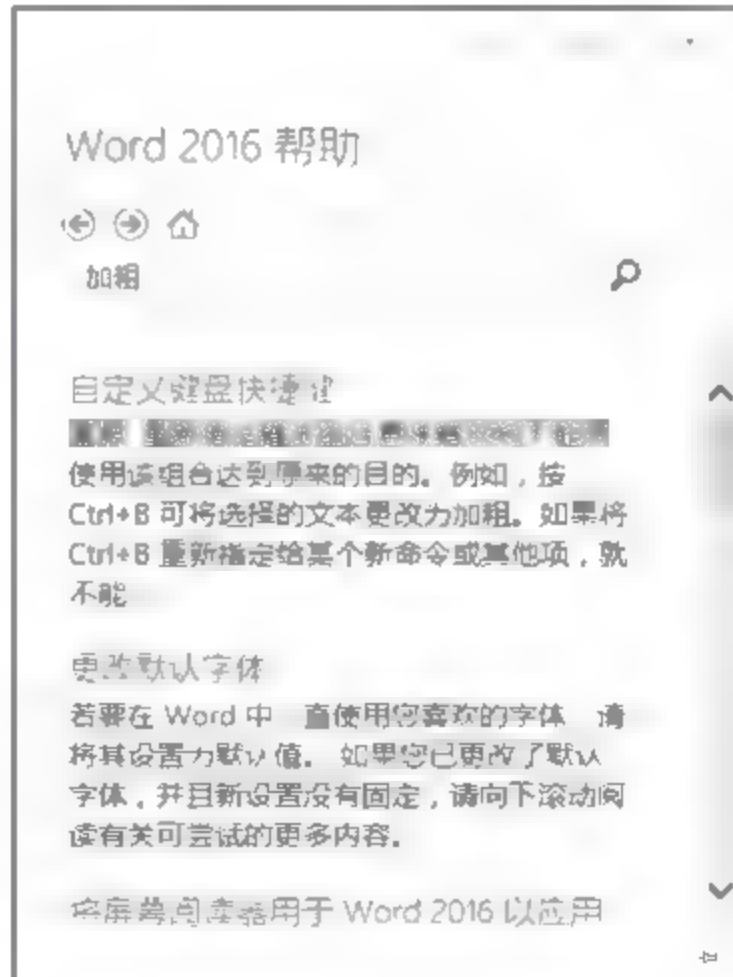 Word 2016 帮助
加粗
自定义键盘快捷键
使用该组合达到原来的目的。例如，按
Ctrl+B 可将选择的文本更改为加粗。如果将
Ctrl+B 重新指定给某个新命令或其他项，就
不能
更改默认字体
若要在 Word 中一直使用您喜欢的字体，请
将其设置为默认值。 如果您已更改了默认
字体，并且新设置没有固定，请向下滚动阅
读有关可尝试的更多内容。
将屏幕阅读器用于 Word 2016 以应用